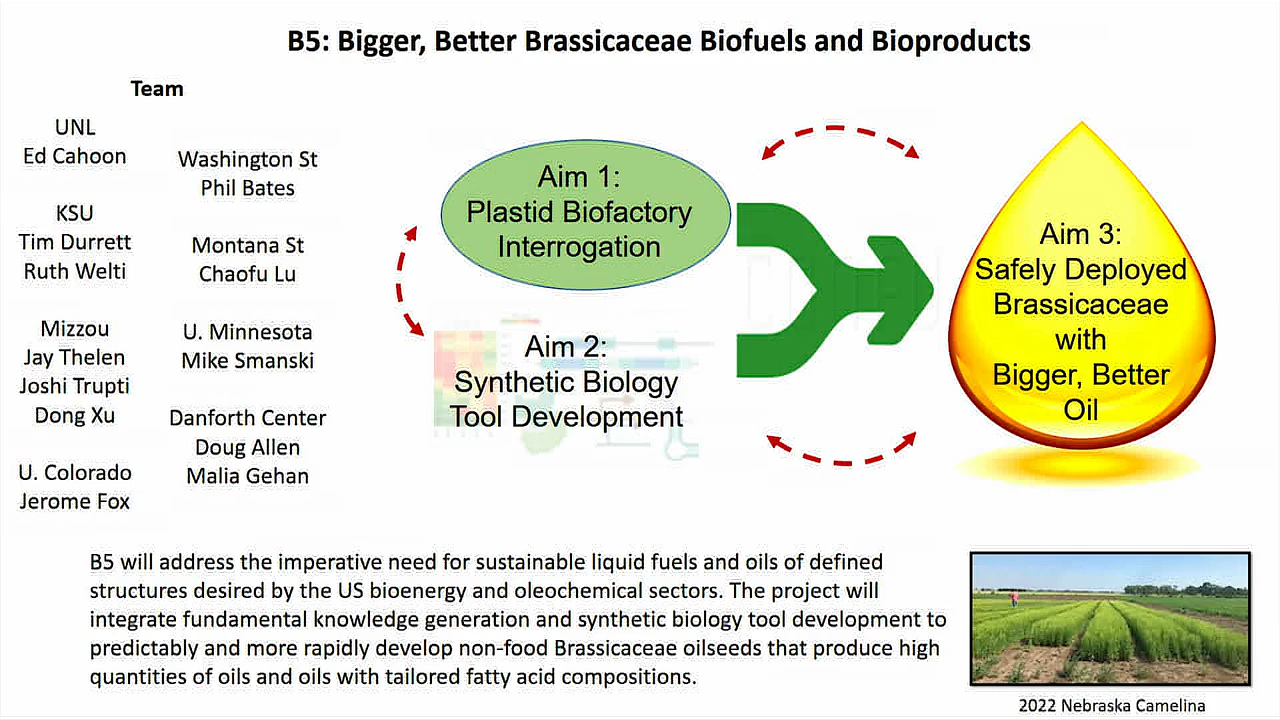 B5: Bigger, Better Brassicaceae Biofuels and Bioproducts
Team
UNL
Ed Cahoon
KSU
Tim Durrett
Ruth Welti
Mizzou
Jay Thelen
Joshi Trupti
Dong Xu
U. Colorado
Jerome Fox
Washington St
Phil Bates
Montana St
Chaofu Lu
U. Minnesota
Mike Smanski
Danforth Center
Doug Allen
Malia Gehan
Aim 1:
Plastid Biofactory
Interrogation
Aim 2:
Synthetic Biology
Tool Development
Aim 3:
Safely Deployed
Brassicaceae
with
Bigger, Better
Oil
B5 will address the imperative need for sustainable liquid fuels and oils of defined
structures desired by the US bioenergy and oleochemical sectors. The project will
integrate fundamental knowledge generation and synthetic biology tool development to
predictably and more rapidly develop non-food Brassicaceae oilseeds that produce high
quantities of oils and oils with tailored fatty acid compositions.
2022 Nebraska Camelina